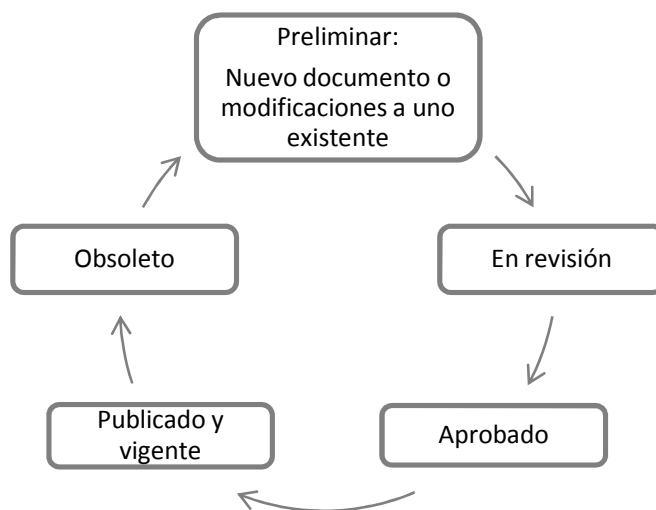 Preliminar:
Nuevo documento o
modificaciones a uno
existente
En revisión
Aprobado
Publicado y
vigente
Obsoleto